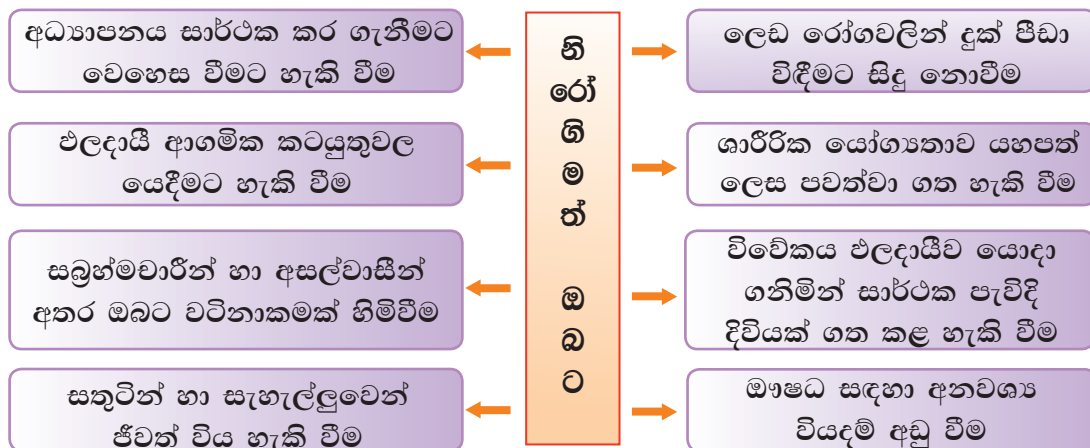 අධ්‍යාපනය සාර්ථක කර ගැනීමට
වෙහෙස වීමට හැකි වීම
ඵලදායී ආගමික කටයුතුවල
යෙදීමට හැකි වීම
සබ්‍රහ්මචාරීන් හා අසල්වාසීන්
අතර ඔබට වටිනාකමක් හිමිවීම
සතුටින් හා සැහැල්ලුවෙන්
ජීවත් විය හැකි වීම
නි
රෝ
ගි
ම
ත්
ඔ
බ
ට
ලෙඩ රෝගවලින් දුක් පීඩා
විඳීමට සිදු නොවීම
ශාරීරික යෝග්‍යතාව යහපත්
ලෙස පවත්වා ගත හැකි වීම
විවේකය ඵලදායීව යොදා
ගනිමින් සාර්ථක පැවිදි
දිවියක් ගත කළ හැකි වීම
ඖෂධ සඳහා අනවශ්‍ය
වියදම් අඩු වීම